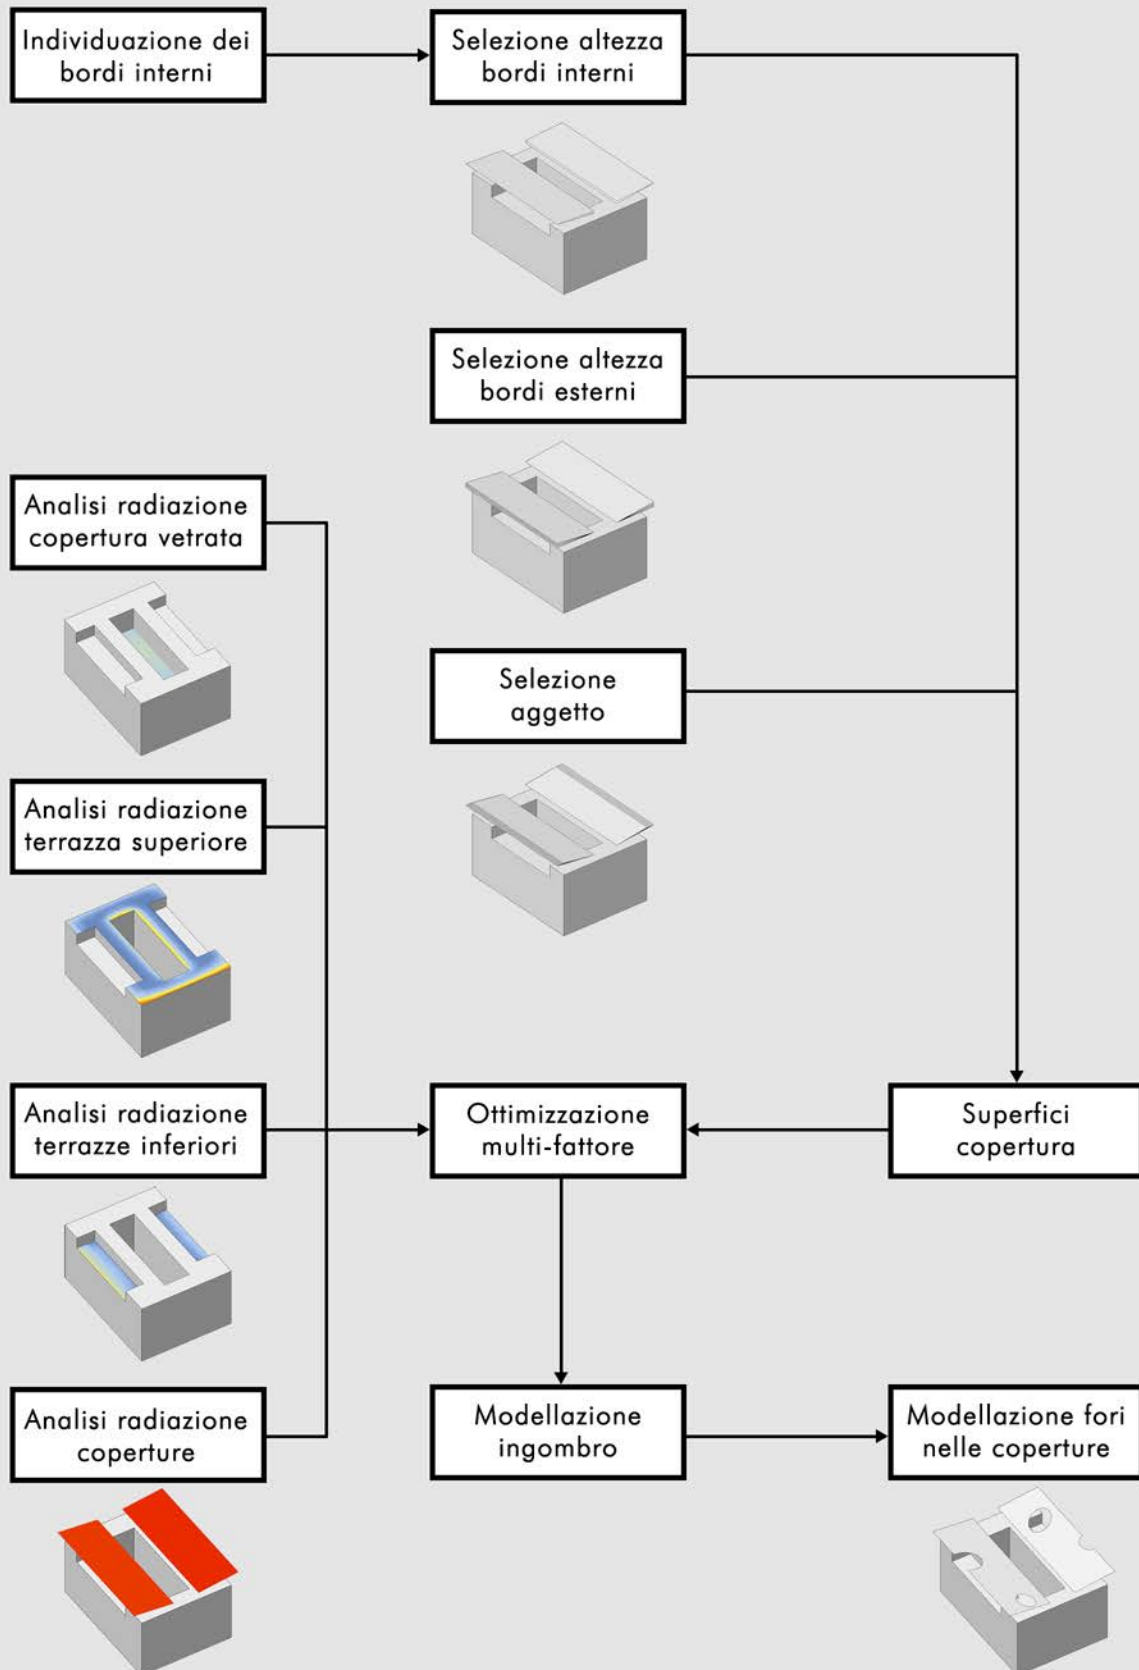 Individuazione dei
bordi interni
Selezione altezza
bordi interni
Selezione altezza
bordi esterni
Analisi radiazione
copertura vetrata
Selezione
aggetto
Analisi radiazione
terrazza superiore
Analisi radiazione
terrazze inferiori
Ottimizzazione
multi-fattore
Superfici
copertura
Analisi radiazione
coperture
Modellazione
ingombro
Modellazione fori
nelle coperture